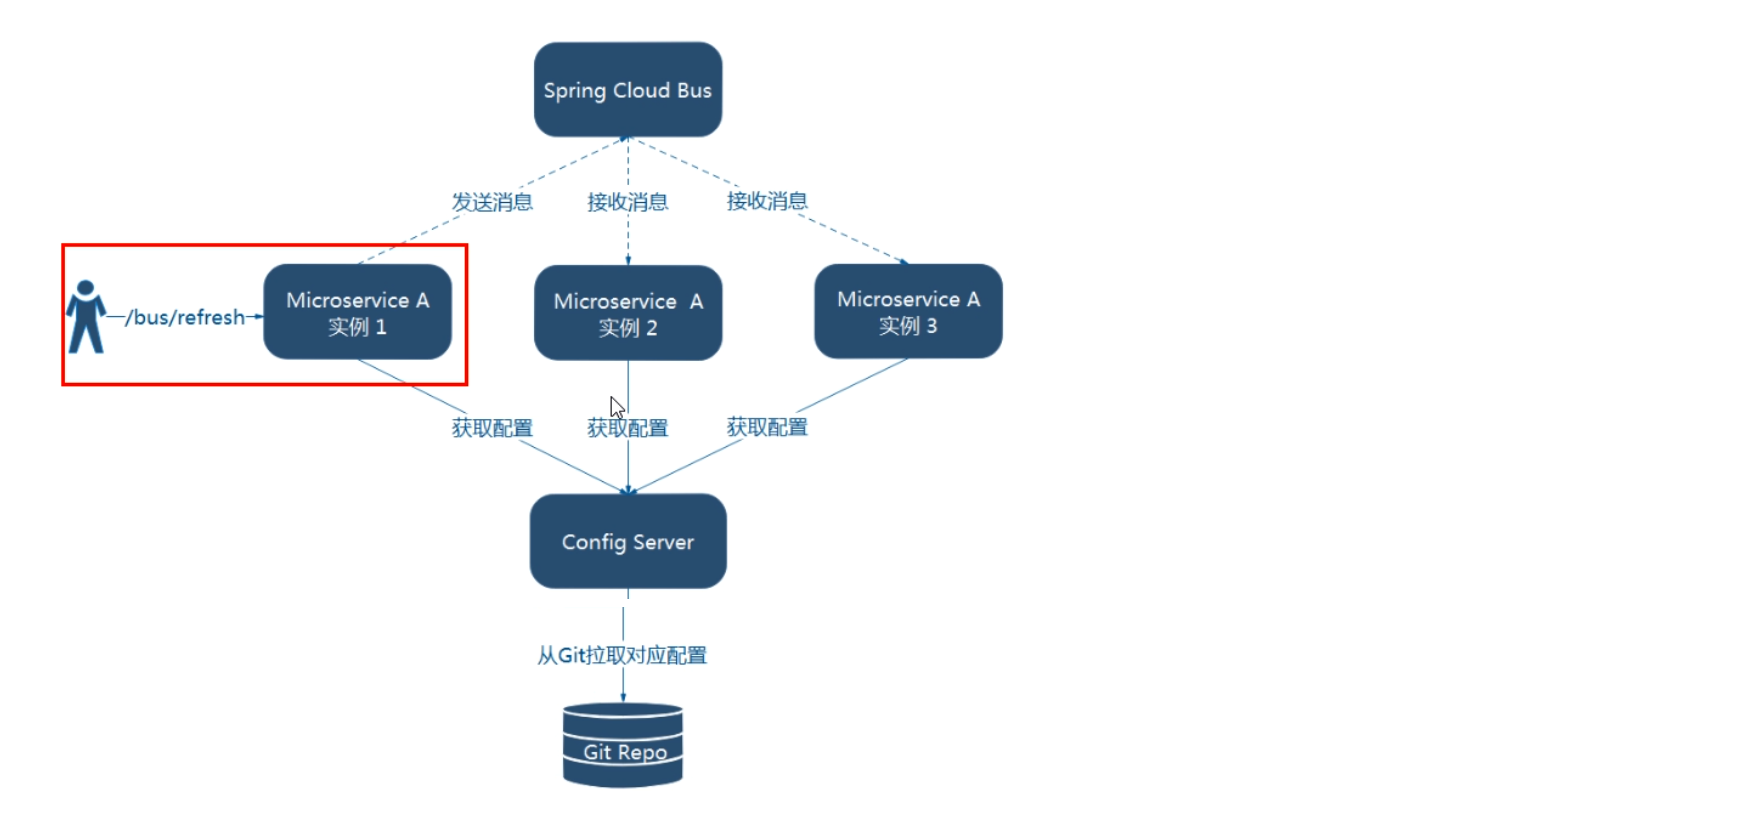 Spring Cloud Bus
发送消息
接收消息
接收消息
/bus/refresh
Microservice A
实例 1
Microservice A
实例 2
Microservice A
实例 3
获取配置
获取配置
获取配置
Config Server
从Git拉取对应配置
Git Repo